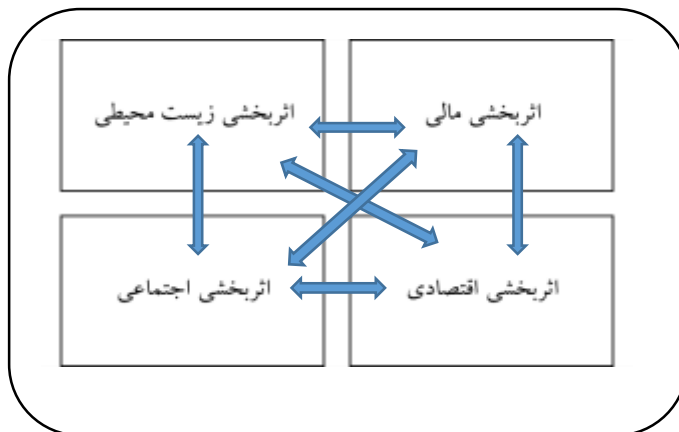 اثربخشی مالی
اثربخشی زیست محیطی
اثربخشی اقتصادی
اثربخشی اجتماعی